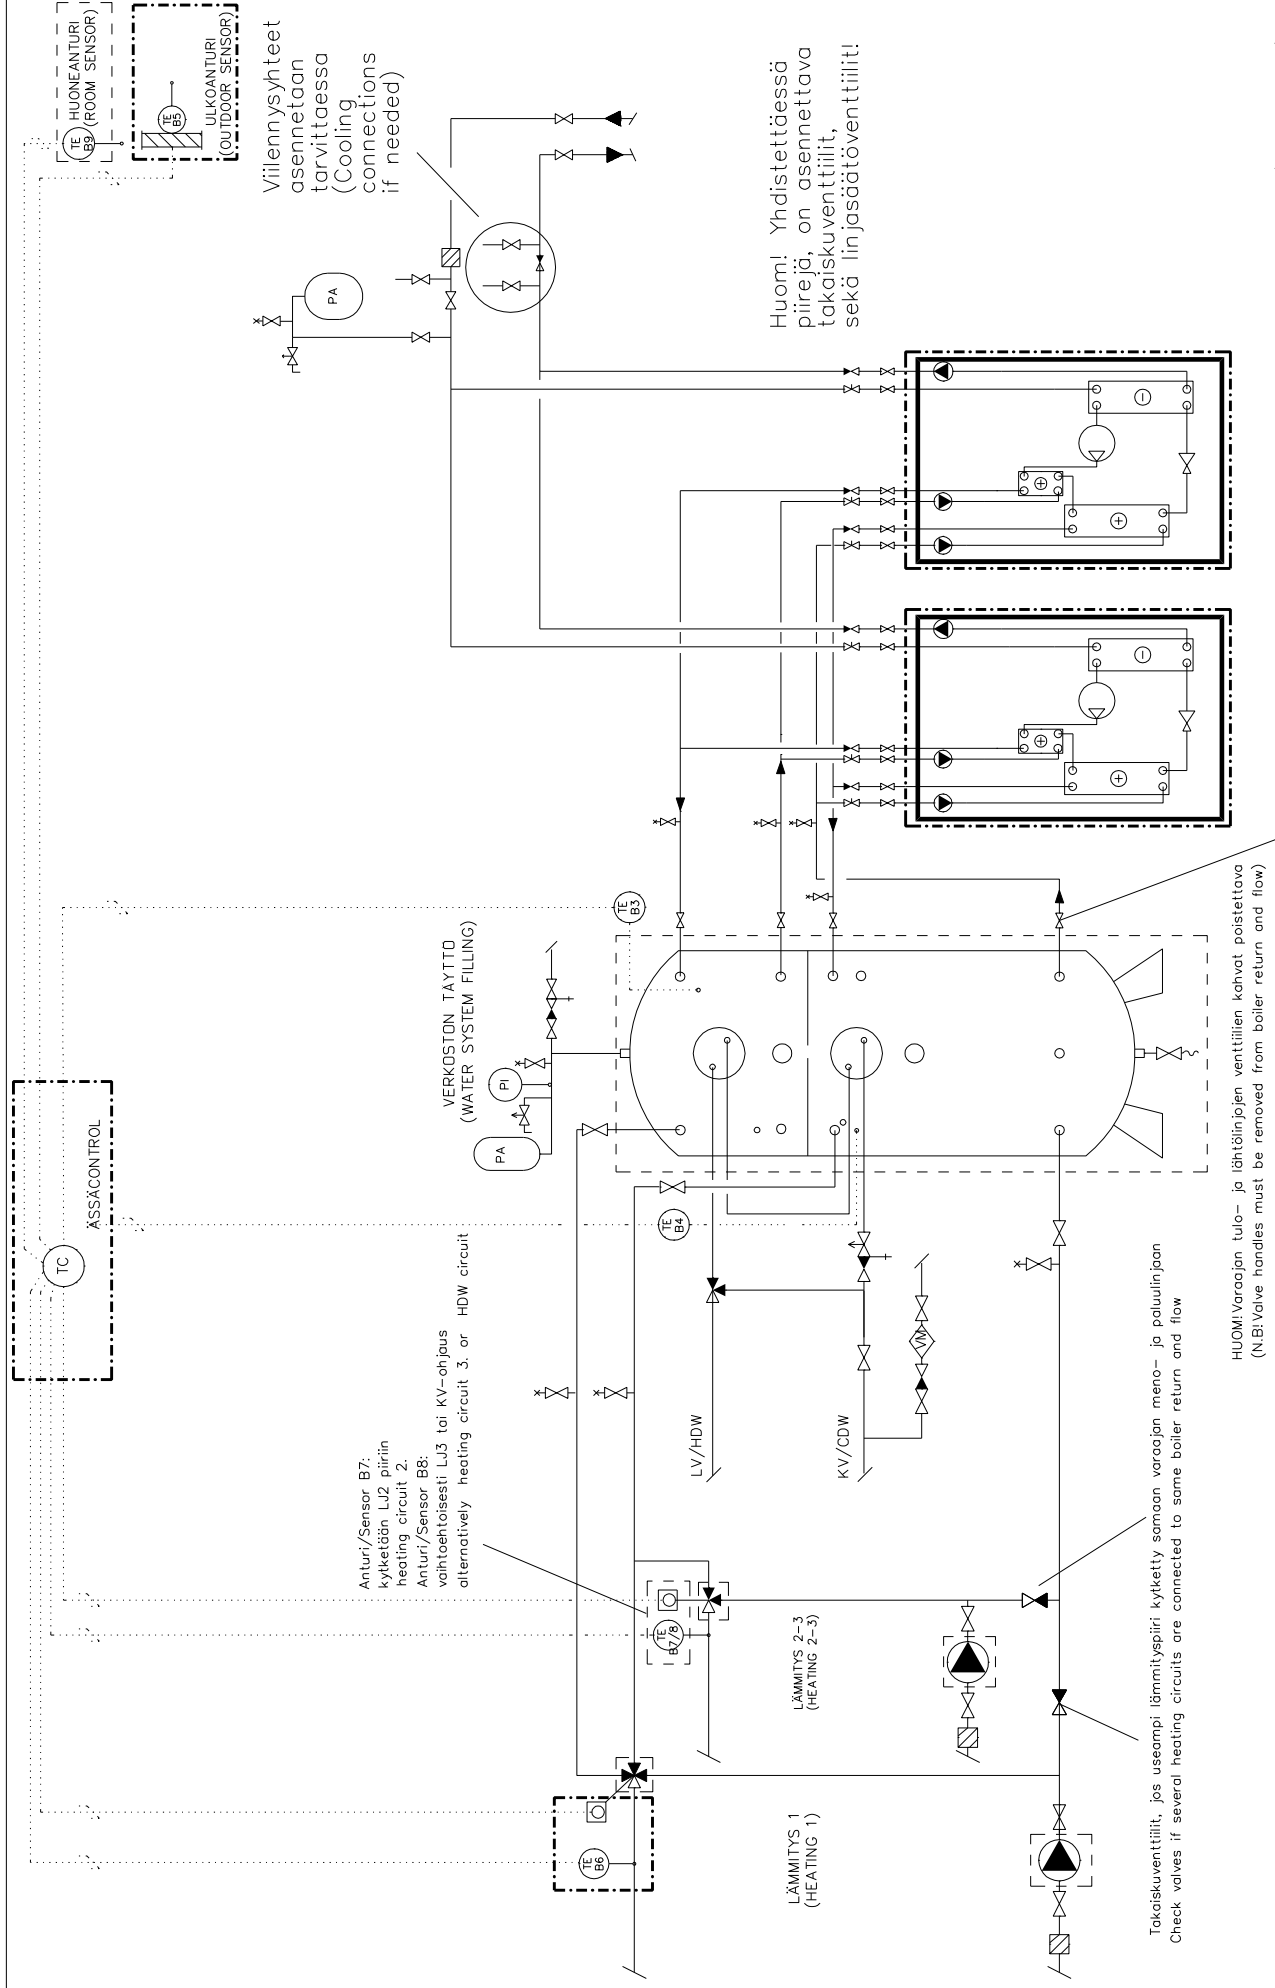 TE
B9
HUONEANTURI
(ROOM SENSOR)
TE
B5
ULKOANTURI
(OUTDOOR SENSOR)
Viilennysyhteet
asennetaan
tarvittaessa
(Cooling
connections
if needed)
PA
Huom! Yhdistettäessä
piirejä, on asennettava
takaiskuventtiilit,
sekä linjasäätöventtiilit!
TC
ÄSSÄCONTROL
VERKOSTON TÄYTTÖ
(WATER SYSTEM FILLING)
PI
PA
TE
B3
TE
B4
Anturi/Sensor B7:
kytketään LJ2 piiriin
heating circuit 2.
Anturi/Sensor B8:
vaihtoehtoisesti LJ3 tai KV-ohjaus
alternatively heating circuit 3. or HDW circuit
LV/HDW
KV/CDW
VM
TE
B7/8
TE
B6
LÄMMITYS 2-3
(HEATING 2-3)
LÄMMITYS 1
(HEATING 1)
+
+
-
+
+
-
Takaiskuventtiilit, jos useampi lämmityspiiri kytketty samaan varaajan meno- ja paluulinjaan
Check valves if several heating circuits are connected to same boiler return and flow
HUOM!Varaajan tulo- ja lähtölinjojen venttiilien kahvat poistettava
(N.B!Valve handles must be removed from boiler return and flow)